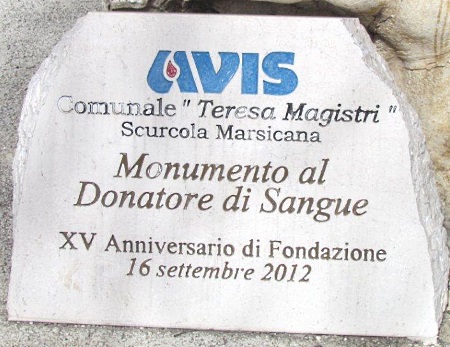 AVIS
Comunale " Teresa Magistri "
Scurcola Marsicana
Monumento al
Donatore di Sangue
XV Anniversario di Fondazione
16 settembre 2012